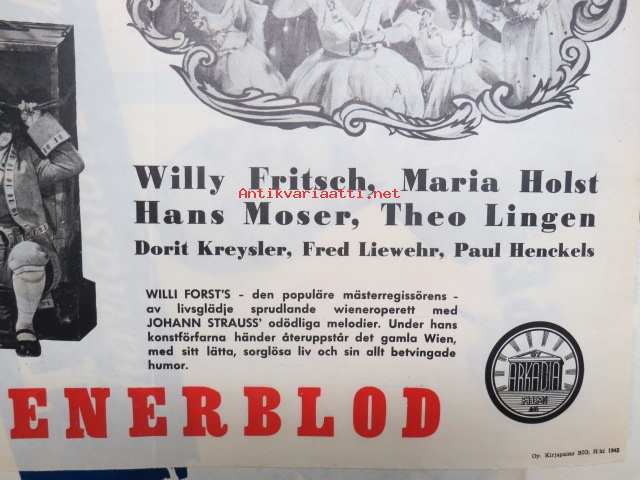 Willy Fritsch, Maria Holst
Antikvariaatti.net
Hans Moser, Theo Lingen
Dorit Kreysler, Fred Liewehr, Paul Henckels
WILLI FORST'S - den populäre mästerregissörens -
av livsglädje sprudlande wieneroperett med
JOHANN STRAUSS' odödliga melodier. Under hans
konstförfarna händer återuppstår det gamla Wien,
med sitt lätta, sorglösa liv och sin allt betvingade
humor.
ARKADIA
ENERBLOD